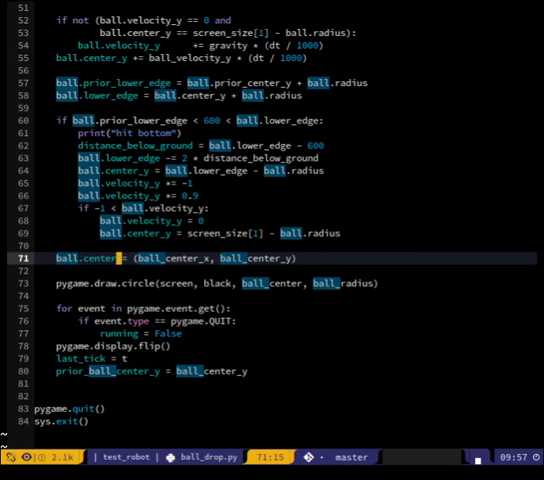 51
52 if not (ball.velocity_y == 0 and
53 ball.center_y == screen_size[1] - ball.radius):
54 ball.velocity_y += gravity * (dt / 1000)
55 ball.center_y += ball_velocity_y * (dt / 1000)
56
57 ball.prior_lower_edge = ball.prior_center_y + ball.radius
58 ball.lower_edge = ball.center_y + ball.radius
59
60 if ball.prior_lower_edge < 600 < ball.lower_edge:
61 print("hit bottom")
62 distance_below_ground = ball.lower_edge - 600
63 ball.lower_edge -= 2 * distance_below_ground
64 ball.center_y = ball.lower_edge - ball.radius
65 ball.velocity_y *= -1
66 ball.velocity_y *= 0.9
67 if -1 < ball.velocity_y:
68 ball.velocity_y = 0
69 ball.center_y = screen_size[1] - ball.radius
70
71 ball.center = (ball_center_x, ball_center_y)
72
73 pygame.draw.circle(screen, black, ball_center, ball_radius)
74
75 for event in pygame.event.get():
76 if event.type == pygame.QUIT:
77 running = False
78 pygame.display.flip()
79 last_tick = t
80 prior_ball_center_y = ball_center_y
81
82
83 pygame.quit()
84 sys.exit()
~
~
2.1k | test_robot | ball_drop.py 71:15 master 09:57